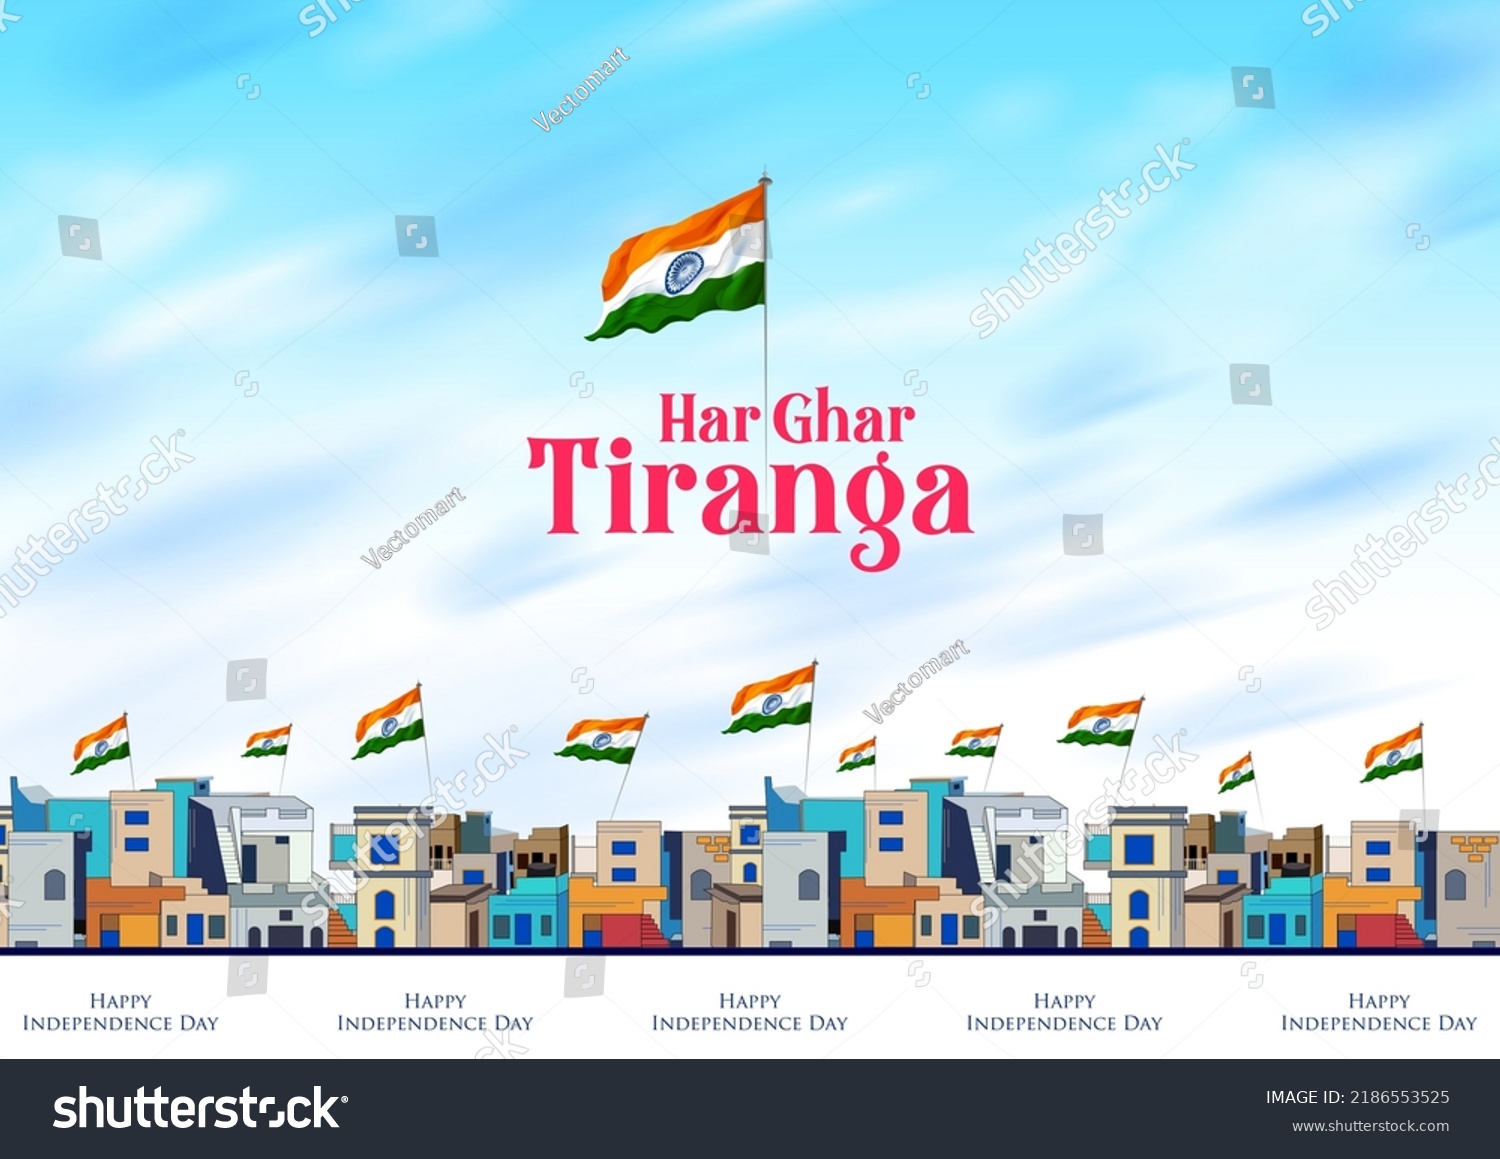 Har Ghar
Tiranga
Happy
Independence Day
Happy
Independence Day
Happy
Independence Day
Happy
Independence Day
Happy
Independence Day
shutterstock
IMAGE ID: 2186553525
www.shutterstock.com
Vectomart
Vectomart
Vectomart
shutterstock
shutterstock
shutterstock
shutterstock
shutterstock
shutterstock